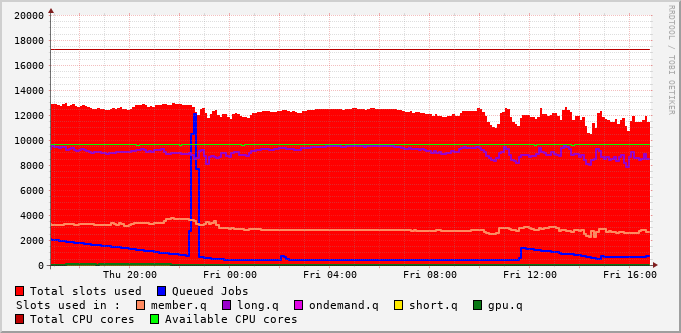 20000
18000
16000
14000
12000
10000
8000
6000
4000
2000
0
Thu 20:00 Fri 00:00 Fri 04:00 Fri 08:00 Fri 12:00 Fri 16:00
RRDTOOL / TOBI OETIKER
Total slots used Queued Jobs
Slots used in : member.q long.q ondemand.q short.q gpu.q
Total CPU cores Available CPU cores